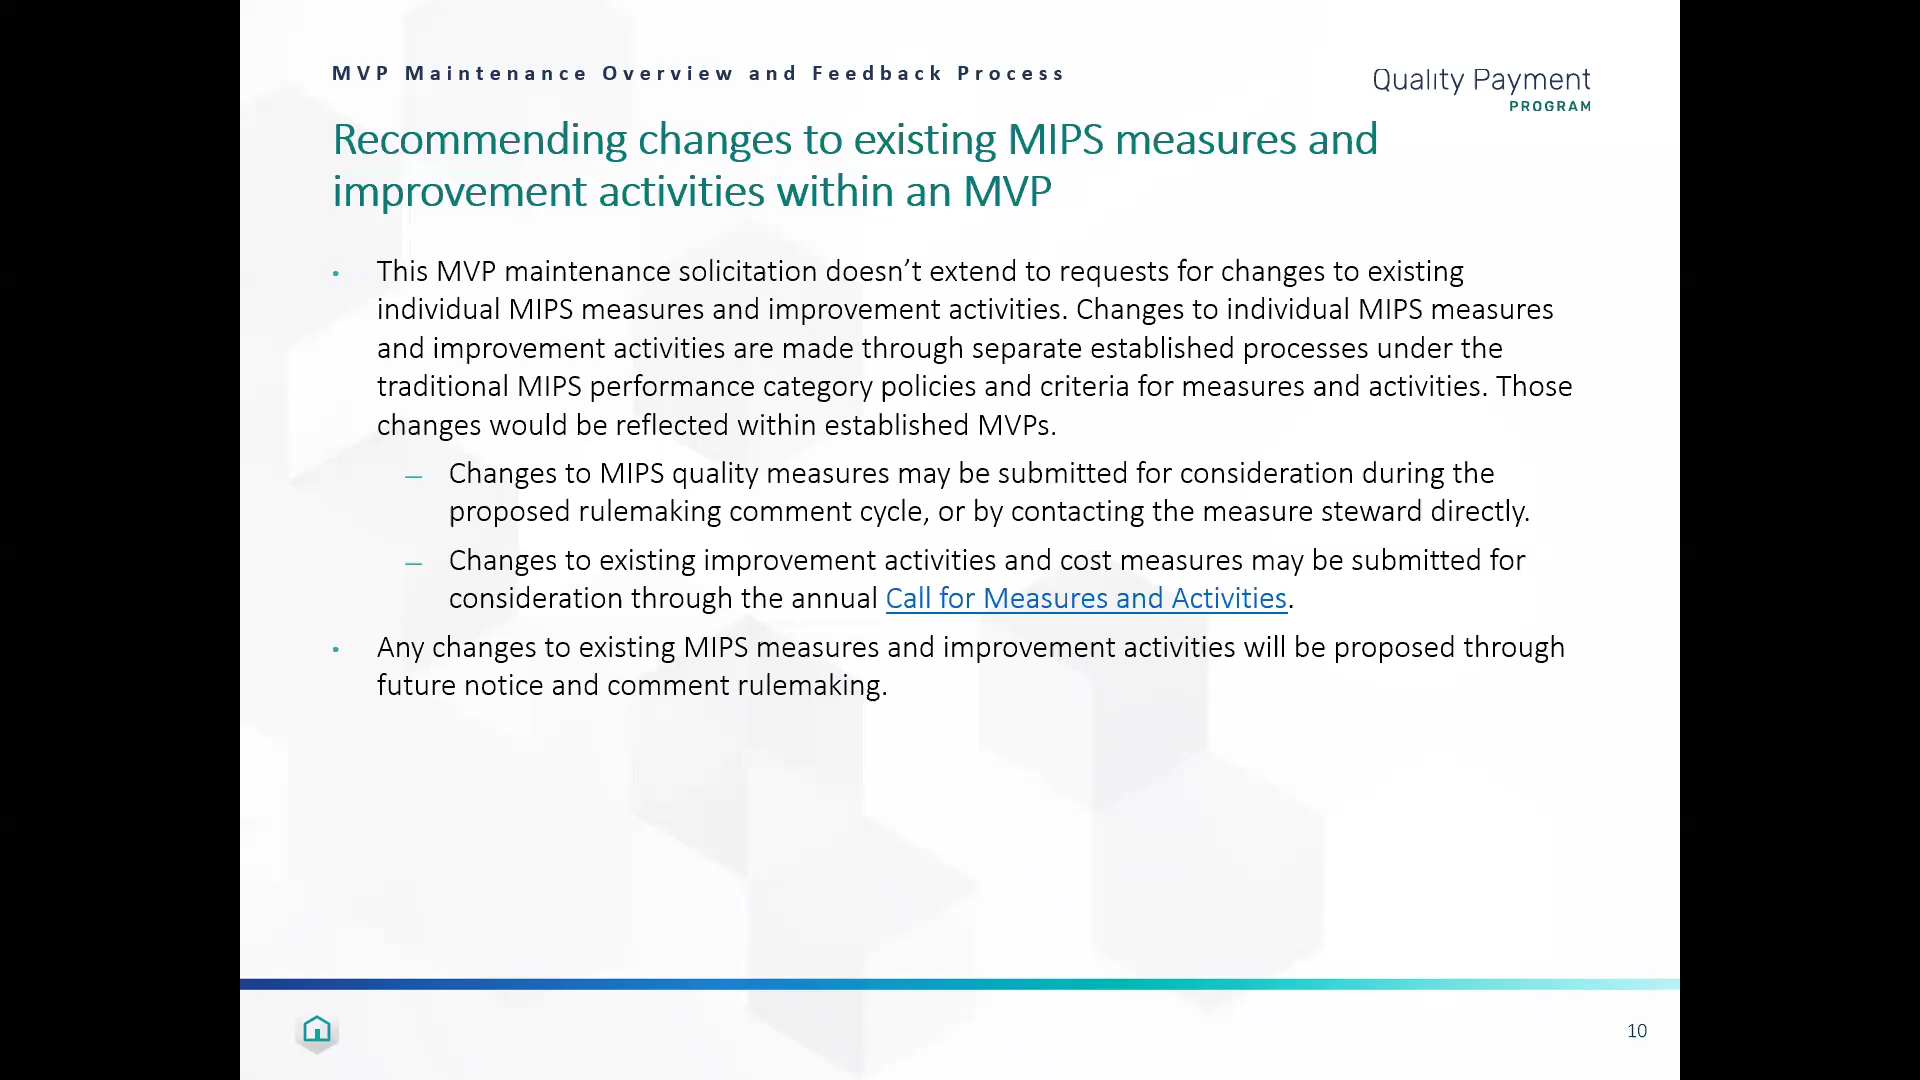 MVP Maintenance Overview and Feedback Process
Quality Payment
PROGRAM
Recommending changes to existing MIPS measures and
improvement activities within an MVP
• This MVP maintenance solicitation doesn’t extend to requests for changes to existing
individual MIPS measures and improvement activities. Changes to individual MIPS measures
and improvement activities are made through separate established processes under the
traditional MIPS performance category policies and criteria for measures and activities. Those
changes would be reflected within established MVPs.
– Changes to MIPS quality measures may be submitted for consideration during the
proposed rulemaking comment cycle, or by contacting the measure steward directly.
– Changes to existing improvement activities and cost measures may be submitted for
consideration through the annual Call for Measures and Activities.
• Any changes to existing MIPS measures and improvement activities will be proposed through
future notice and comment rulemaking.
10